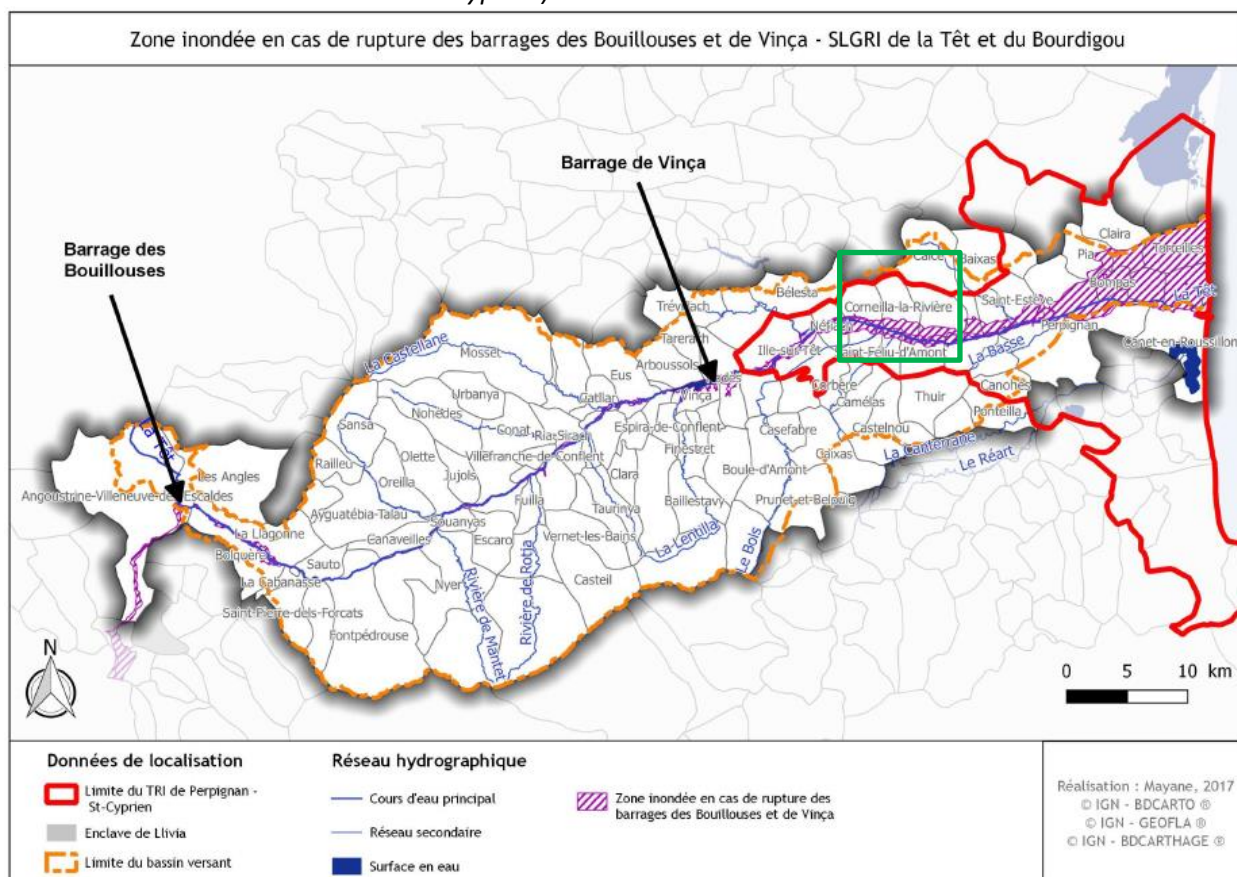 Zone inondée en cas de rupture des barrages des Bouillouses et de Vinça - SLGRI de la Têt et du Bourdigou
Barrage de Vinça
Barrage des
Bouillouses
Claira
Torreilles
Pia
Calce
Baixas
Bompas
La Têt
Bélesta
Trévillach
Corneilla-la-Rivière
Saint-Estève
Néfiach
Perpignan
Tarerach
Ille-sur-Têt
Saint-Féliu-d'Amont
La Basse
Canet-en-Roussillon
La Castellane
Mosset
Arboussols
Eus
Rodès
Corbère
Canohès
Catllar
Vinça
Camélas
Thuir
Urbanya
Nohèdes
Ponteilla
Sansa
Conat
Ria-Sirach
Espira-de-Conflent
Casefabre
Castelnou
La Canterrane
Olette
Villefranche-de-Conflent
Finestret
Caixas
Le Réart
La Têt
Railleu
Jujols
Clara
Boule-d'Amont
Les Angles
Oreilla
Fuilla
Baillestavy
Prunet-et-Belpuig
Angoustrine-Villeneuve-des-Escaldes
Ayguatébia-Talau
Souanyas
Taurinya
La Llagonne
Canaveilles
Escaro
Vernet-les-Bains
La Lentilla
Le Bois
Bolquère
Sauto
La Cabanasse
Nyer
Casteil
Saint-Pierre-dels-Forcats
Rivière de Mantet
Rivière de Rotja
Fontpédrouse
N
0 5 10 km
Données de localisation
Limite du TRI de Perpignan -
St-Cyprien
Enclave de Llivia
Limite du bassin versant
Réseau hydrographique
Cours d'eau principal
Réseau secondaire
Surface en eau
Zone inondée en cas de rupture des
barrages des Bouillouses et de Vinça
Réalisation : Mayane, 2017
© IGN - BDCARTO ®
© IGN - GEOFLA ®
© IGN - BDCARTHAGE ®